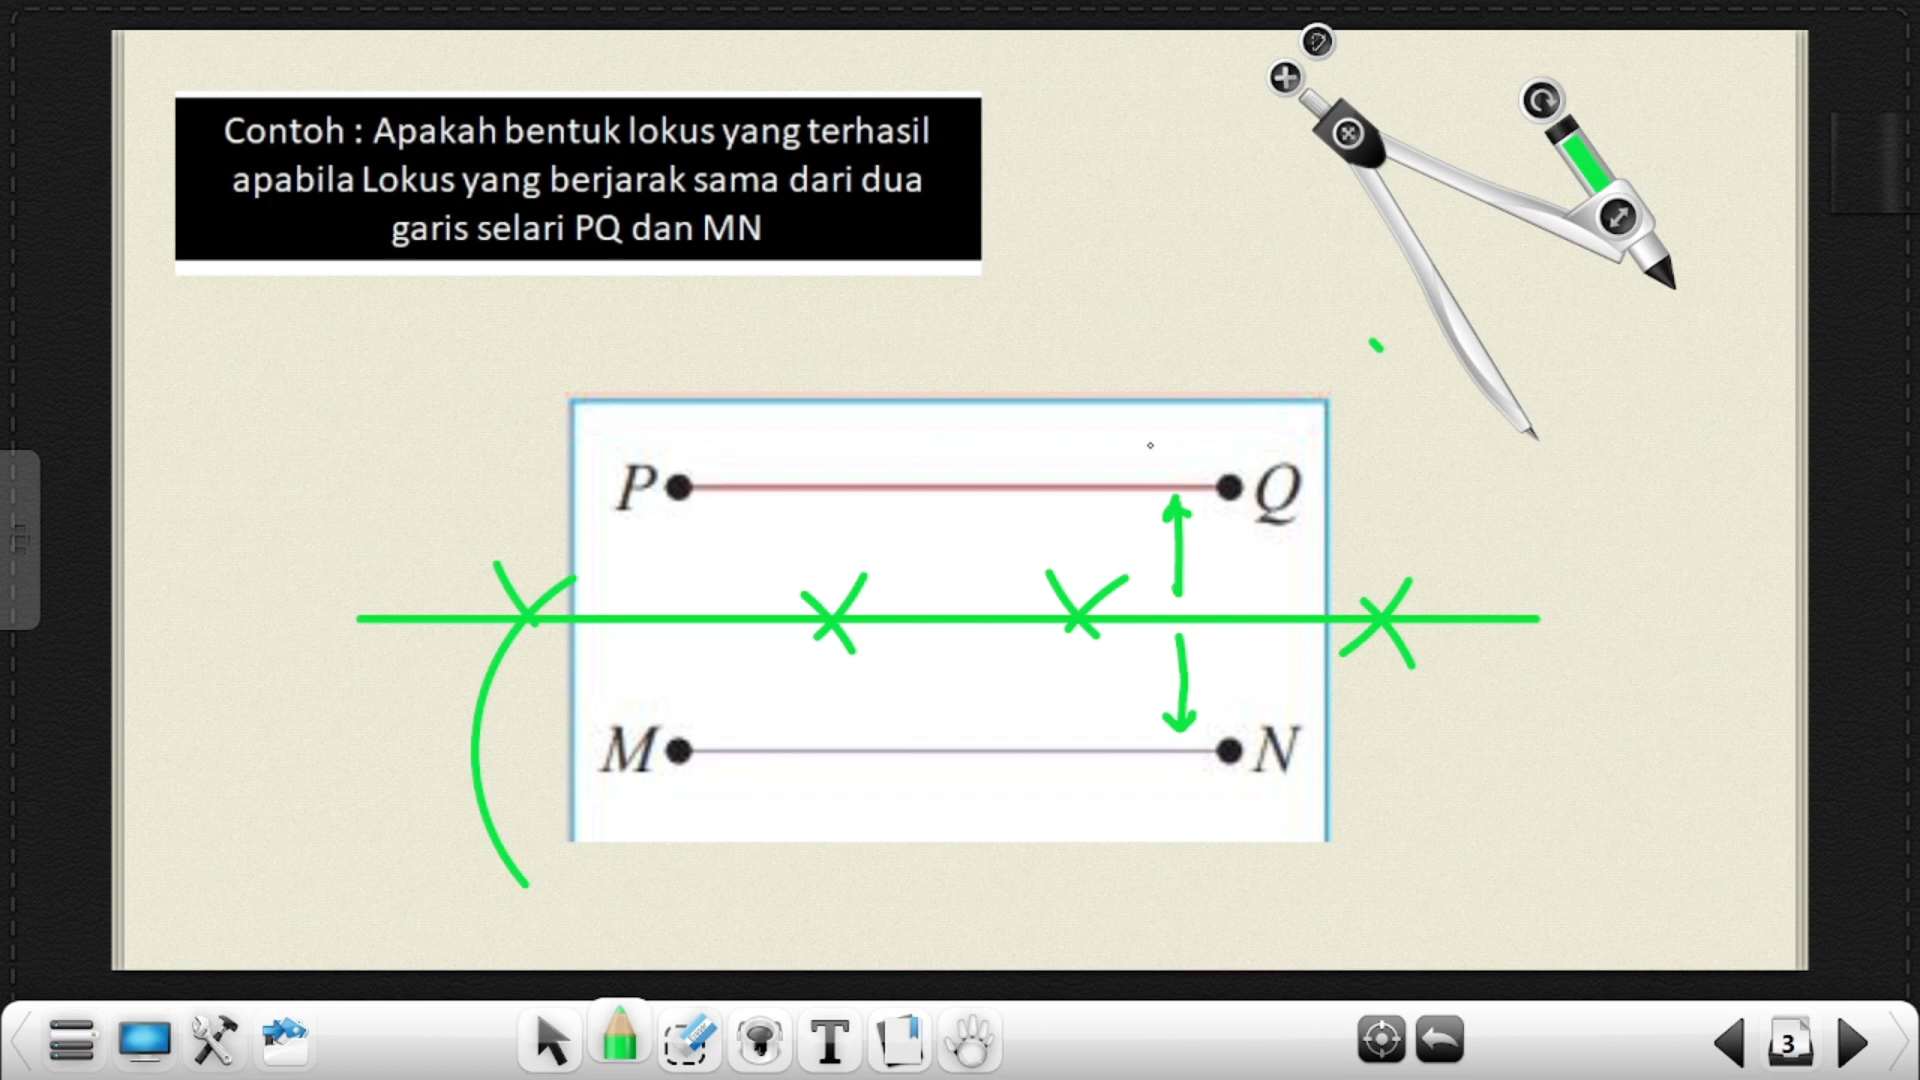 Contoh : Apakah bentuk lokus yang terhasil
apabila Lokus yang berjarak sama dari dua
garis selari PQ dan MN
P Q
M N
T
3